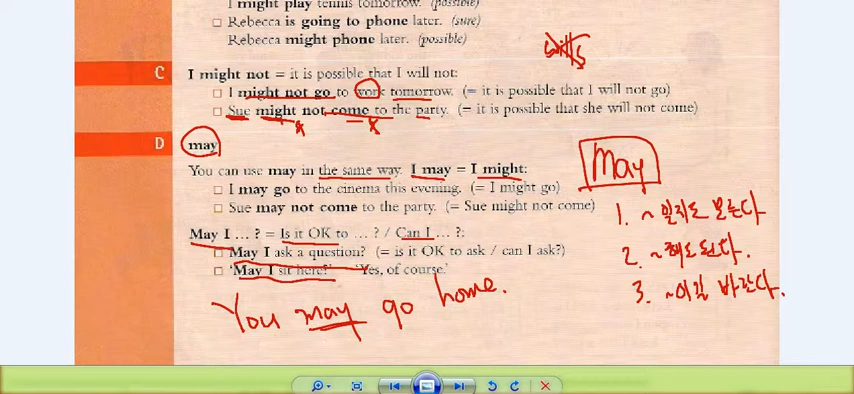 I might play tennis tomorrow. (possible)
□ Rebecca is going to phone later. (sure)
Rebecca might phone later. (possible)
C I might not = it is possible that I will not:
□ I might not go to work tomorrow. (= it is possible that I will not go)
□ Sue might not come to the party. (= it is possible that she will not come)
D may
You can use may in the same way. I may = I might:
□ I may go to the cinema this evening. (= I might go)
□ Sue may not come to the party. (= Sue might not come)
May I … ? = Is it OK to … ? / Can I … ?:
□ May I ask a question? (= is it OK to ask / can I ask?)
□ 'May I sit here?' 'Yes, of course.'
You may go home.
May
1. ~일지도 모른다
2. ~해도 된다.
3. ~이길 바란다.